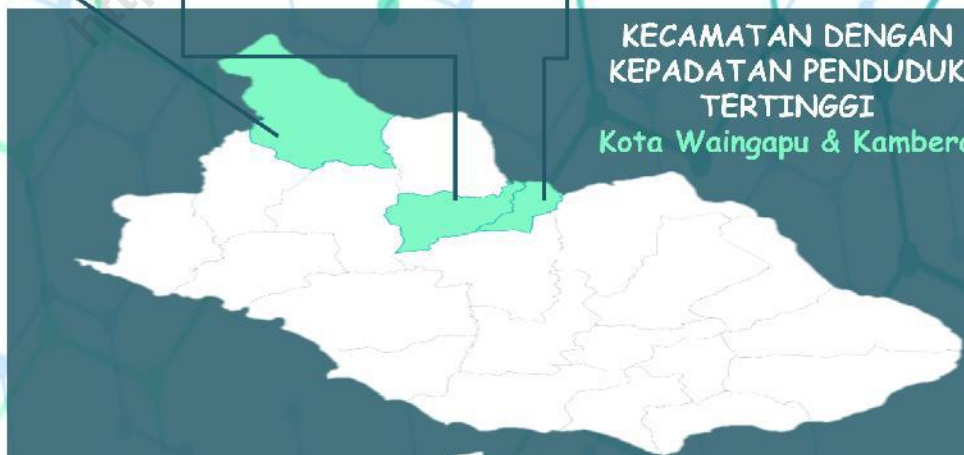 KECAMATAN DENGAN
KEPADATAN PENDUDUK
TERTINGGI
Kota Waingapu & Kambera